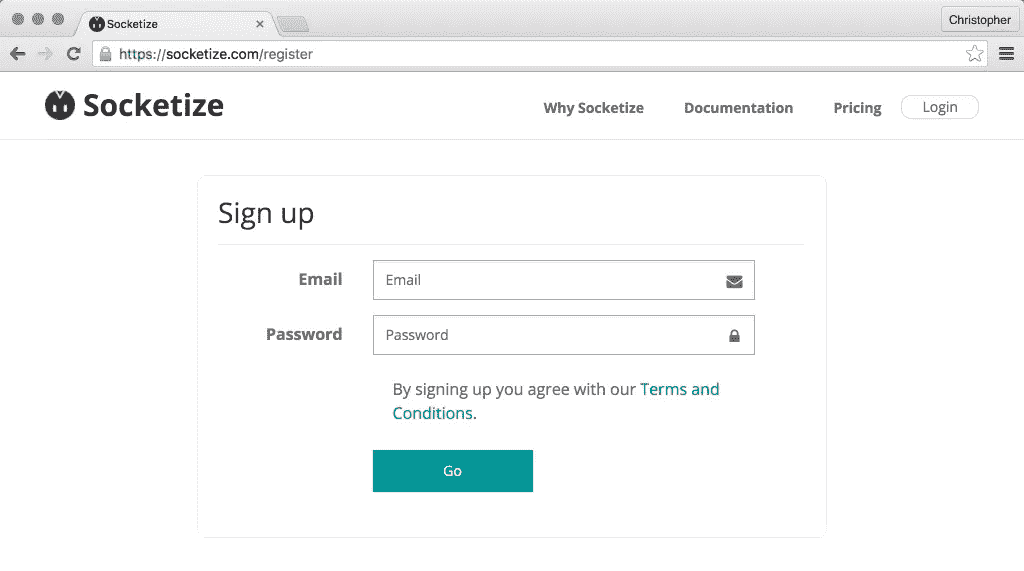 Socketize
Christopher
https://socketize.com/register
Socketize
Why Socketize
Documentation
Pricing
Login
Sign up
Email
Email
Password
Password
By signing up you agree with our Terms and
Conditions.
Go